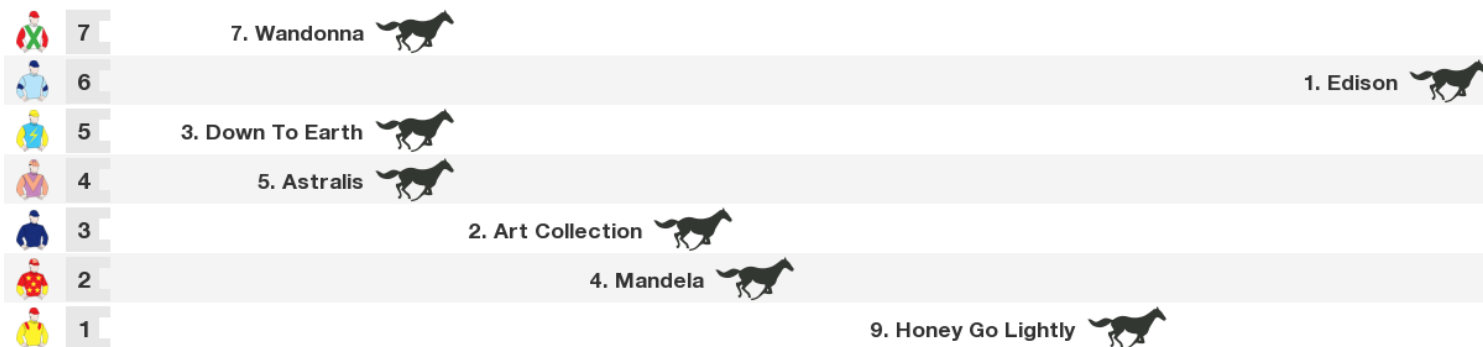 7 7. Wandonna
6 1. Edison
5 3. Down To Earth
4 5. Astralis
3 2. Art Collection
2 4. Mandela
1 9. Honey Go Lightly